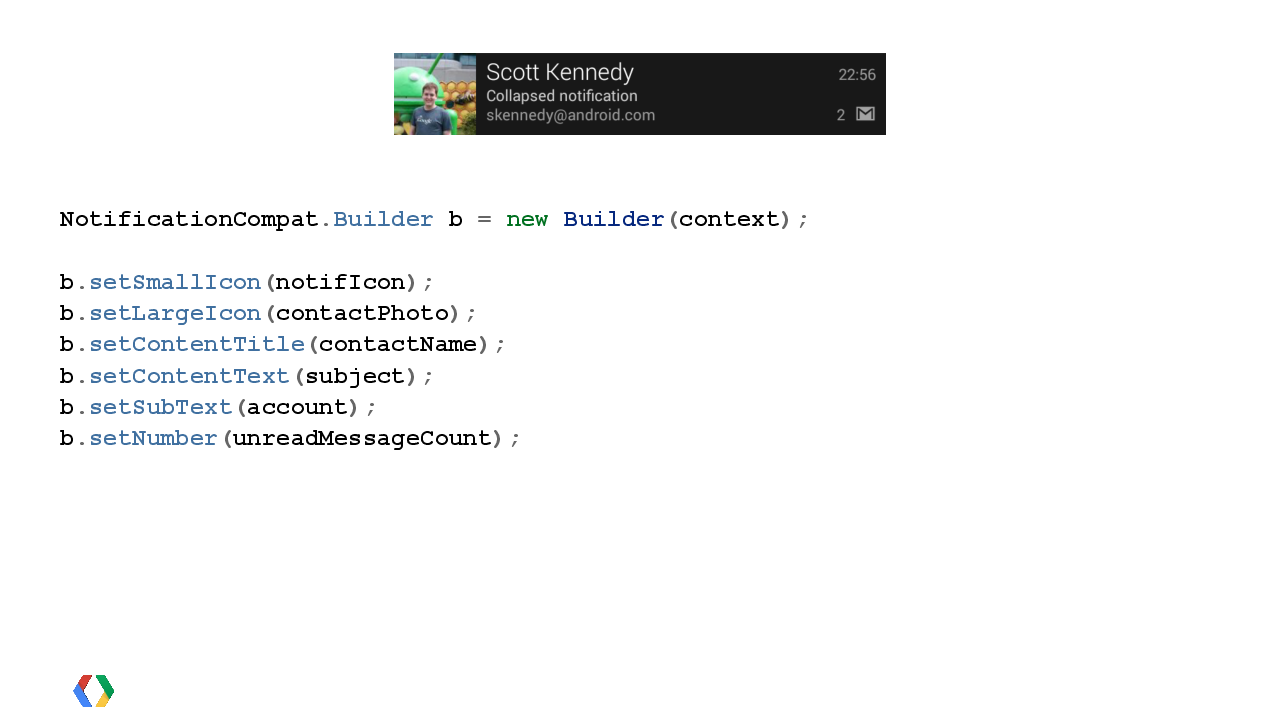 Scott Kennedy
22:56
Collapsed notification
skennedy@android.com
2
NotificationCompat.Builder b = new Builder(context);
b.setSmallIcon(notifIcon);
b.setLargeIcon(contactPhoto);
b.setContentTitle(contactName);
b.setContentText(subject);
b.setSubText(account);
b.setNumber(unreadMessageCount);